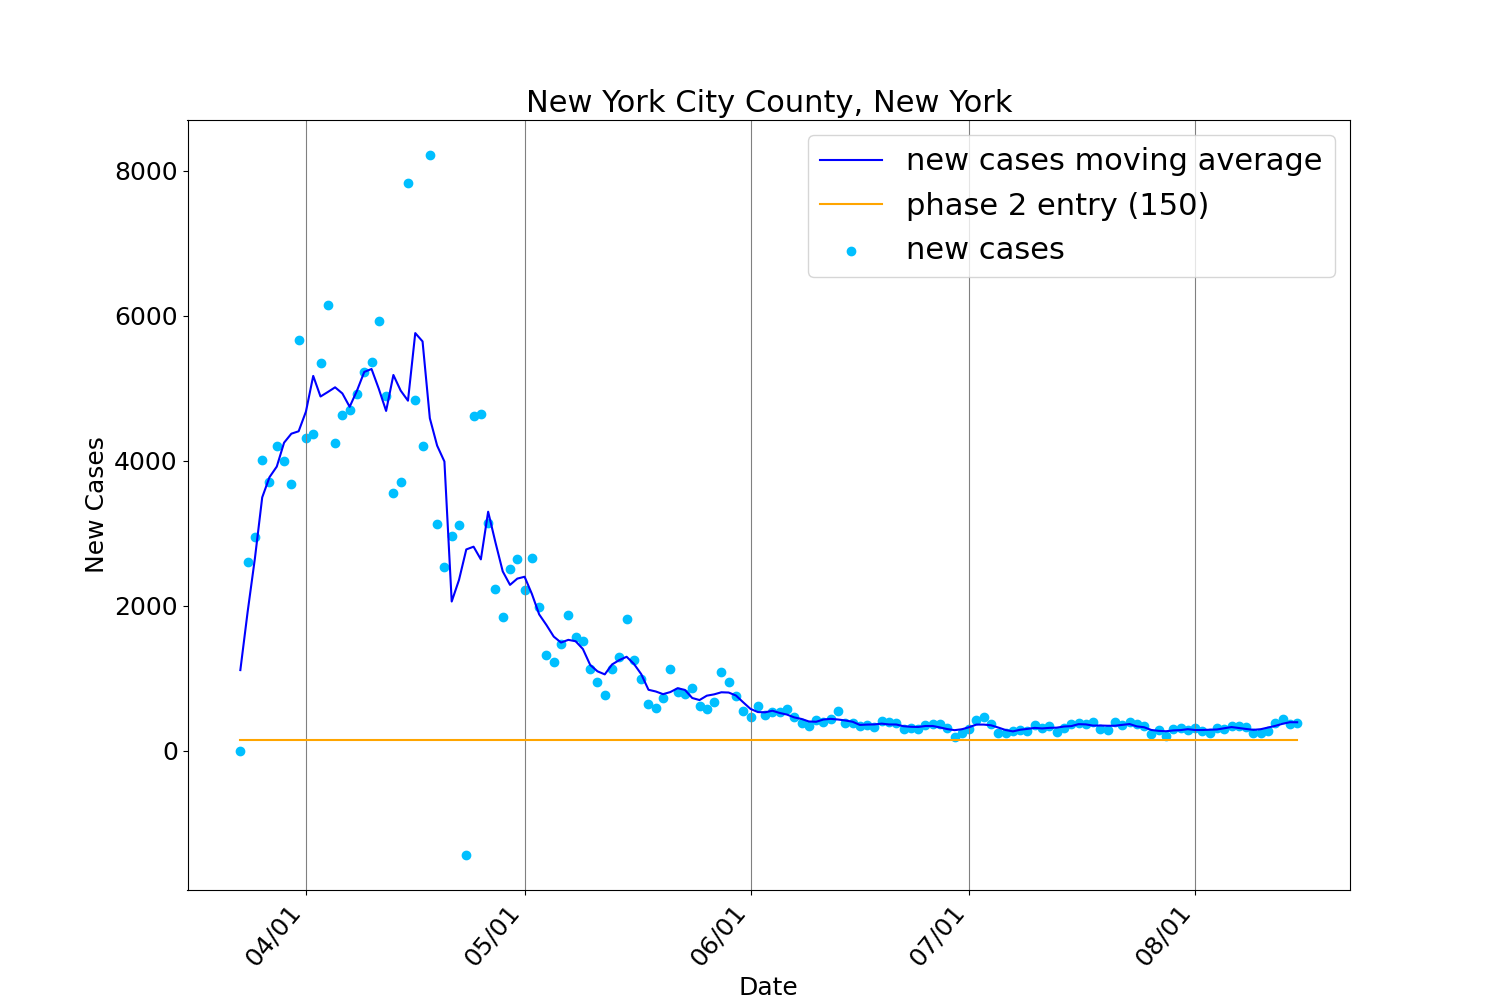 New York City County, New York
new cases moving average
phase 2 entry (150)
new cases
8000
6000
4000
2000
0
New Cases
04/01
05/01
06/01
07/01
08/01
Date